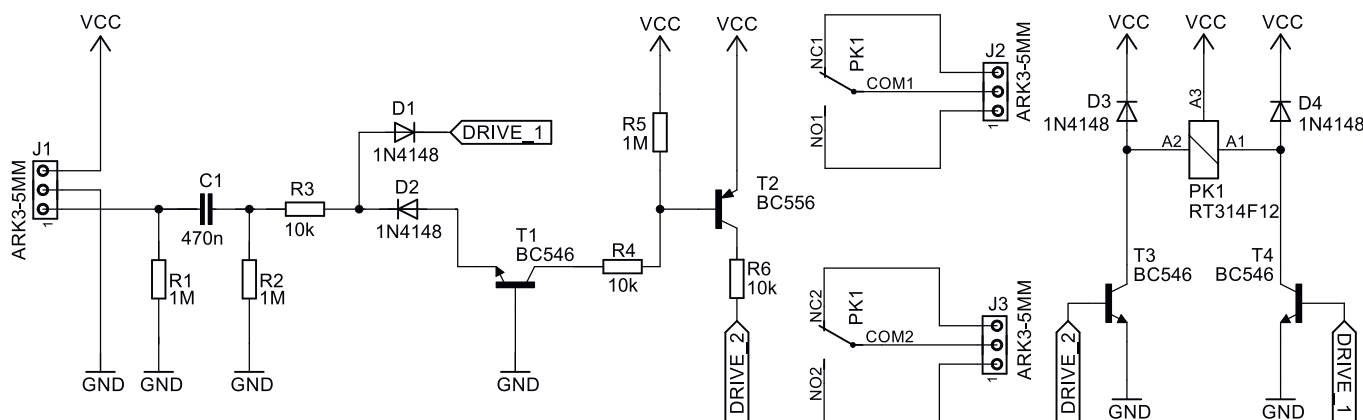 VCC
J1
ARK3-5MM
1
C1
470n
R1
1M
R2
1M
R3
10k
D1
1N4148
DRIVE_1
D2
1N4148
T1
BC546
R4
10k
VCC
VCC
R5
1M
T2
BC556
R6
10k
DRIVE_2
GND
GND
GND
GND
NC1
PK1
COM1
NO1
J2
ARK3-5MM
1
NC2
PK1
COM2
NO2
J3
ARK3-5MM
1
VCC
VCC
VCC
D3
1N4148
A3
D4
1N4148
A2
A1
PK1
RT314F12
T3
BC546
T4
BC546
DRIVE_2
DRIVE_1
GND
GND